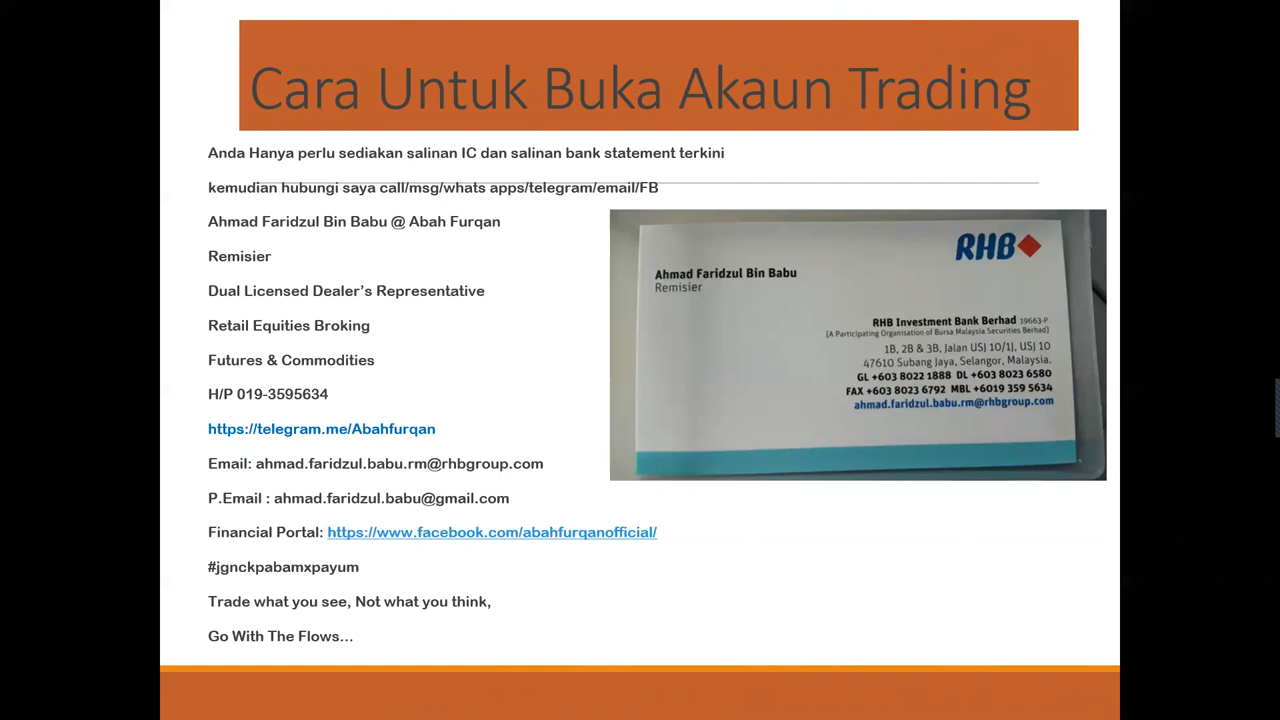 Cara Untuk Buka Akaun Trading
Anda Hanya perlu sediakan salinan IC dan salinan bank statement terkini
kemudian hubungi saya call/msg/whats apps/telegram/email/FB
Ahmad Faridzul Bin Babu @ Abah Furqan
Remisier
Dual Licensed Dealer’s Representative
Retail Equities Broking
Futures & Commodities
H/P 019-3595634
https://telegram.me/Abahfurqan
Email: ahmad.faridzul.babu.rm@rhbgroup.com
P.Email : ahmad.faridzul.babu@gmail.com
Financial Portal: https://www.facebook.com/abahfurqanofficial/
#jgnckpabamxpayum
Trade what you see, Not what you think,
Go With The Flows...
RHB
Ahmad Faridzul Bin Babu
Remisier
RHB Investment Bank Berhad 19663-P
(A Participating Organisation of Bursa Malaysia Securities Berhad)
1B, 2B & 3B, Jalan USJ 10/1J, USJ 10
47610 Subang Jaya, Selangor, Malaysia.
GL +603 8022 1888 DL +603 8023 6580
FAX +603 8023 6792 MBL +6019 359 5634
ahmad.faridzul.babu.rm@rhbgroup.com